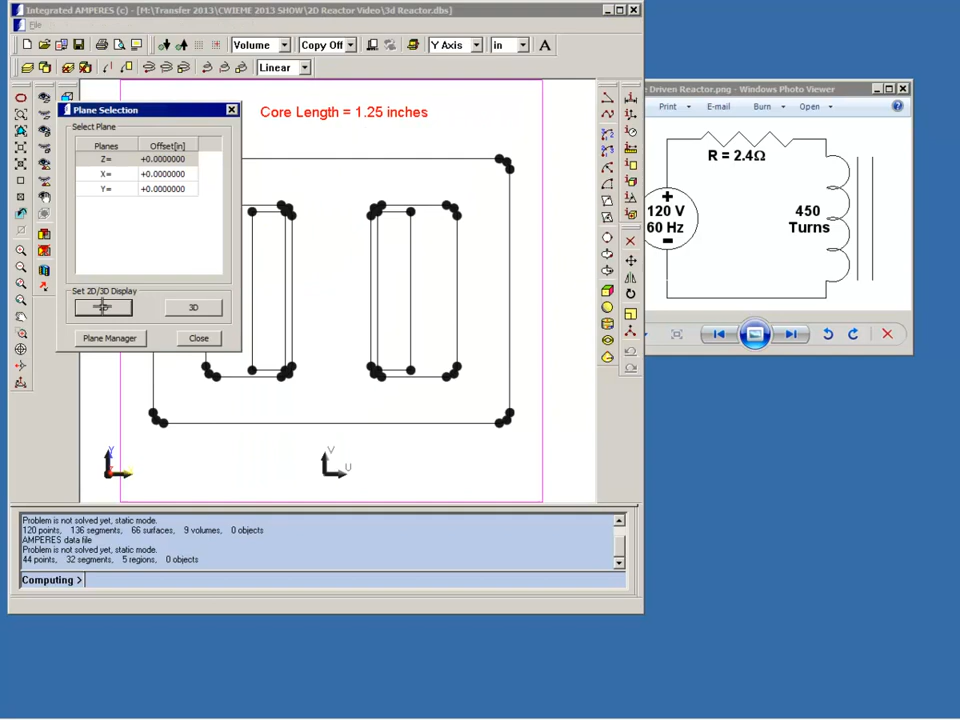 Integrated AMPERES (c) - [M:\Transfer 2013\CWIEME 2013 SHOW\2D Reactor Video\3d Reactor.dbs]
File
Volume Copy Off Y Axis in A
Linear
Core Length = 1.25 inches
Plane Selection
Select Plane
Planes Offset[in]
Z= +0.0000000
X= +0.0000000
Y= +0.0000000
Set 2D/3D Display
3D
Plane Manager Close
Y
V
U
Problem is not solved yet, static mode.
120 points, 136 segments, 66 surfaces, 9 volumes, 0 objects
AMPERES data file
Problem is not solved yet, static mode.
44 points, 32 segments, 5 regions, 0 objects
Computing >
Driven Reactor.png - Windows Photo Viewer
Print E-mail Burn Open
R = 2.4Ω
+
120 V
60 Hz
450
Turns